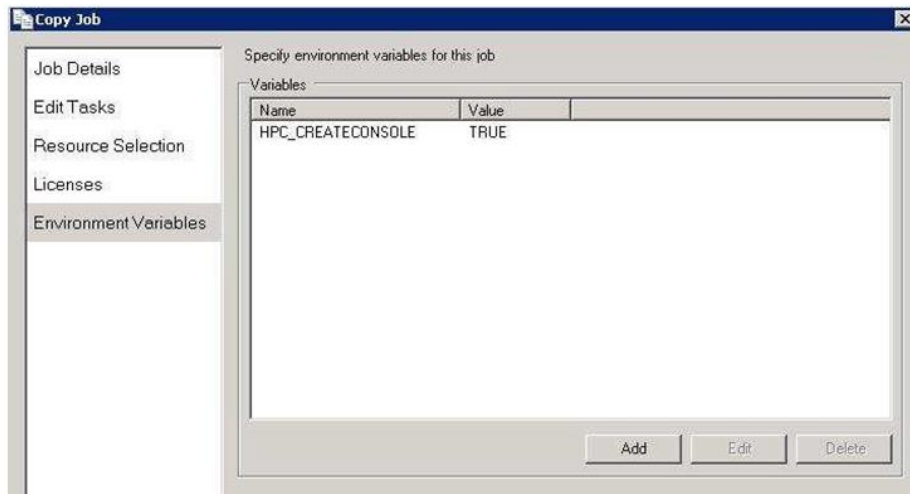 Copy Job
Job Details
Edit Tasks
Resource Selection
Licenses
Environment Variables
Specify environment variables for this job
Variables
Name Value
HPC_CREATECONSOLE TRUE
Add Edit Delete